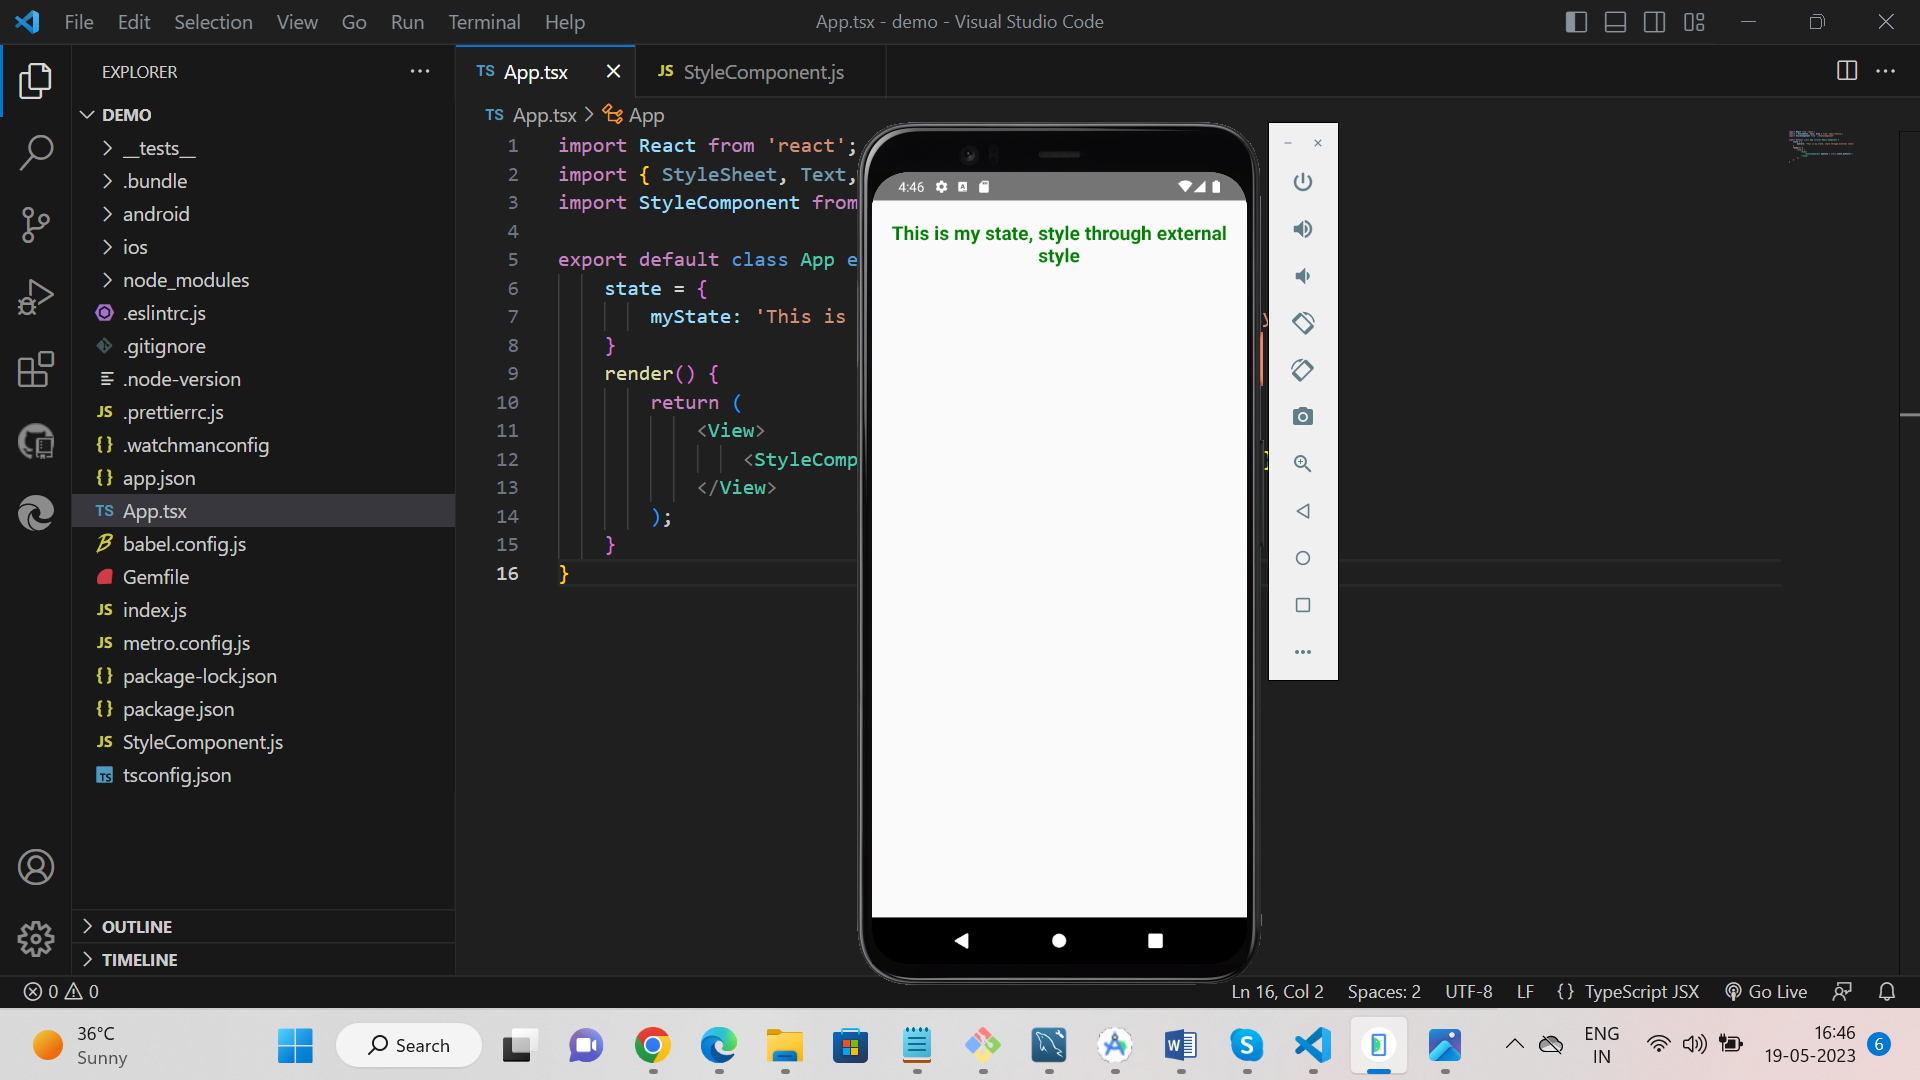 File Edit Selection View Go Run Terminal Help
App.tsx - demo - Visual Studio Code
EXPLORER
TS App.tsx
JS StyleComponent.js
DEMO
TS App.tsx > App
__tests__
.bundle
android
ios
node_modules
.eslintrc.js
.gitignore
.node-version
JS .prettierrc.js
{} .watchmanconfig
{} app.json
TS App.tsx
babel.config.js
Gemfile
JS index.js
JS metro.config.js
{} package-lock.json
{} package.json
JS StyleComponent.js
TS tsconfig.json
OUTLINE
TIMELINE
1 import React from 'react';
2 import { StyleSheet, Text,
3 import StyleComponent from
4
5 export default class App e
6 state = {
7 myState: 'This is
8 }
9 render() {
10 return (
11 <View>
12 <StyleComp
13 </View>
14 );
15 }
16 }
4:46
This is my state, style through external
style
0 0
Ln 16, Col 2 Spaces: 2 UTF-8 LF {} TypeScript JSX Go Live
36°C
Sunny
Search
ENG
IN
16:46
19-05-2023
6